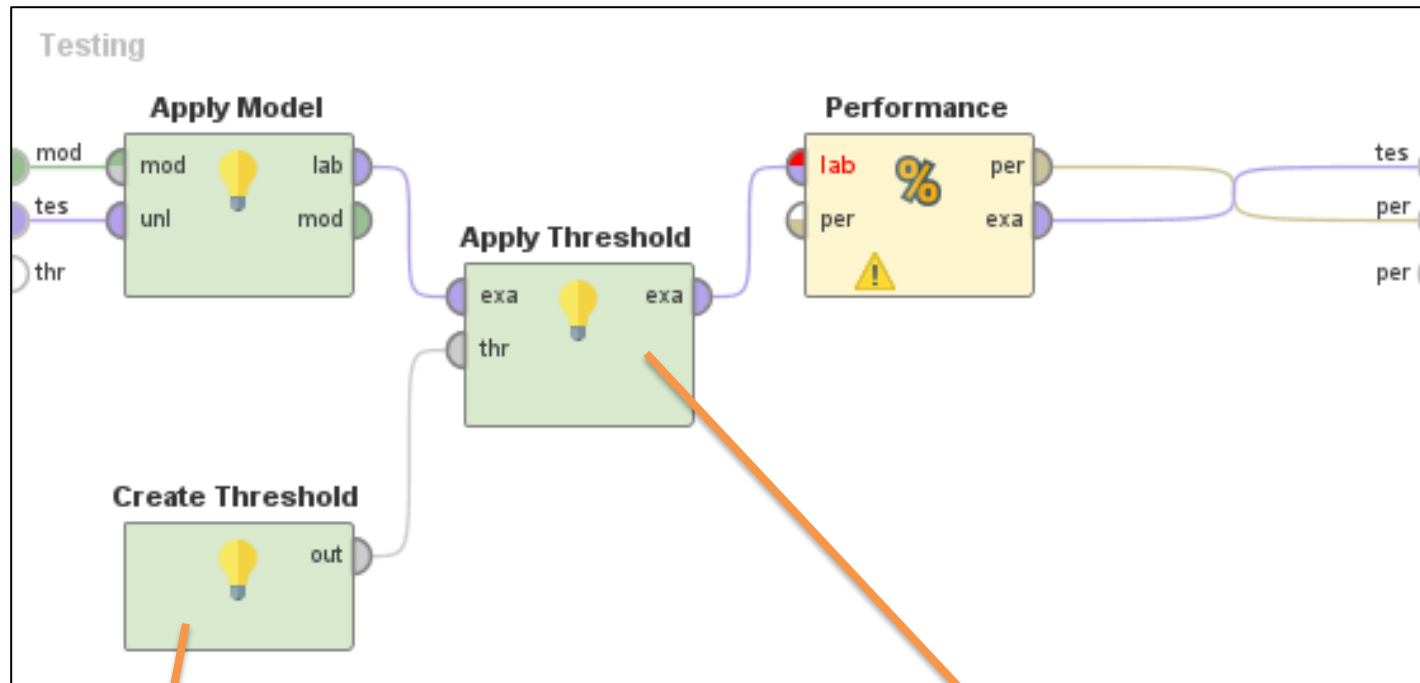 Testing
Apply Model
mod
tes
thr
mod
unl
lab
mod
Apply Threshold
exa
thr
exa
Create Threshold
out
Performance
lab
per
%
per
exa
tes
per
per